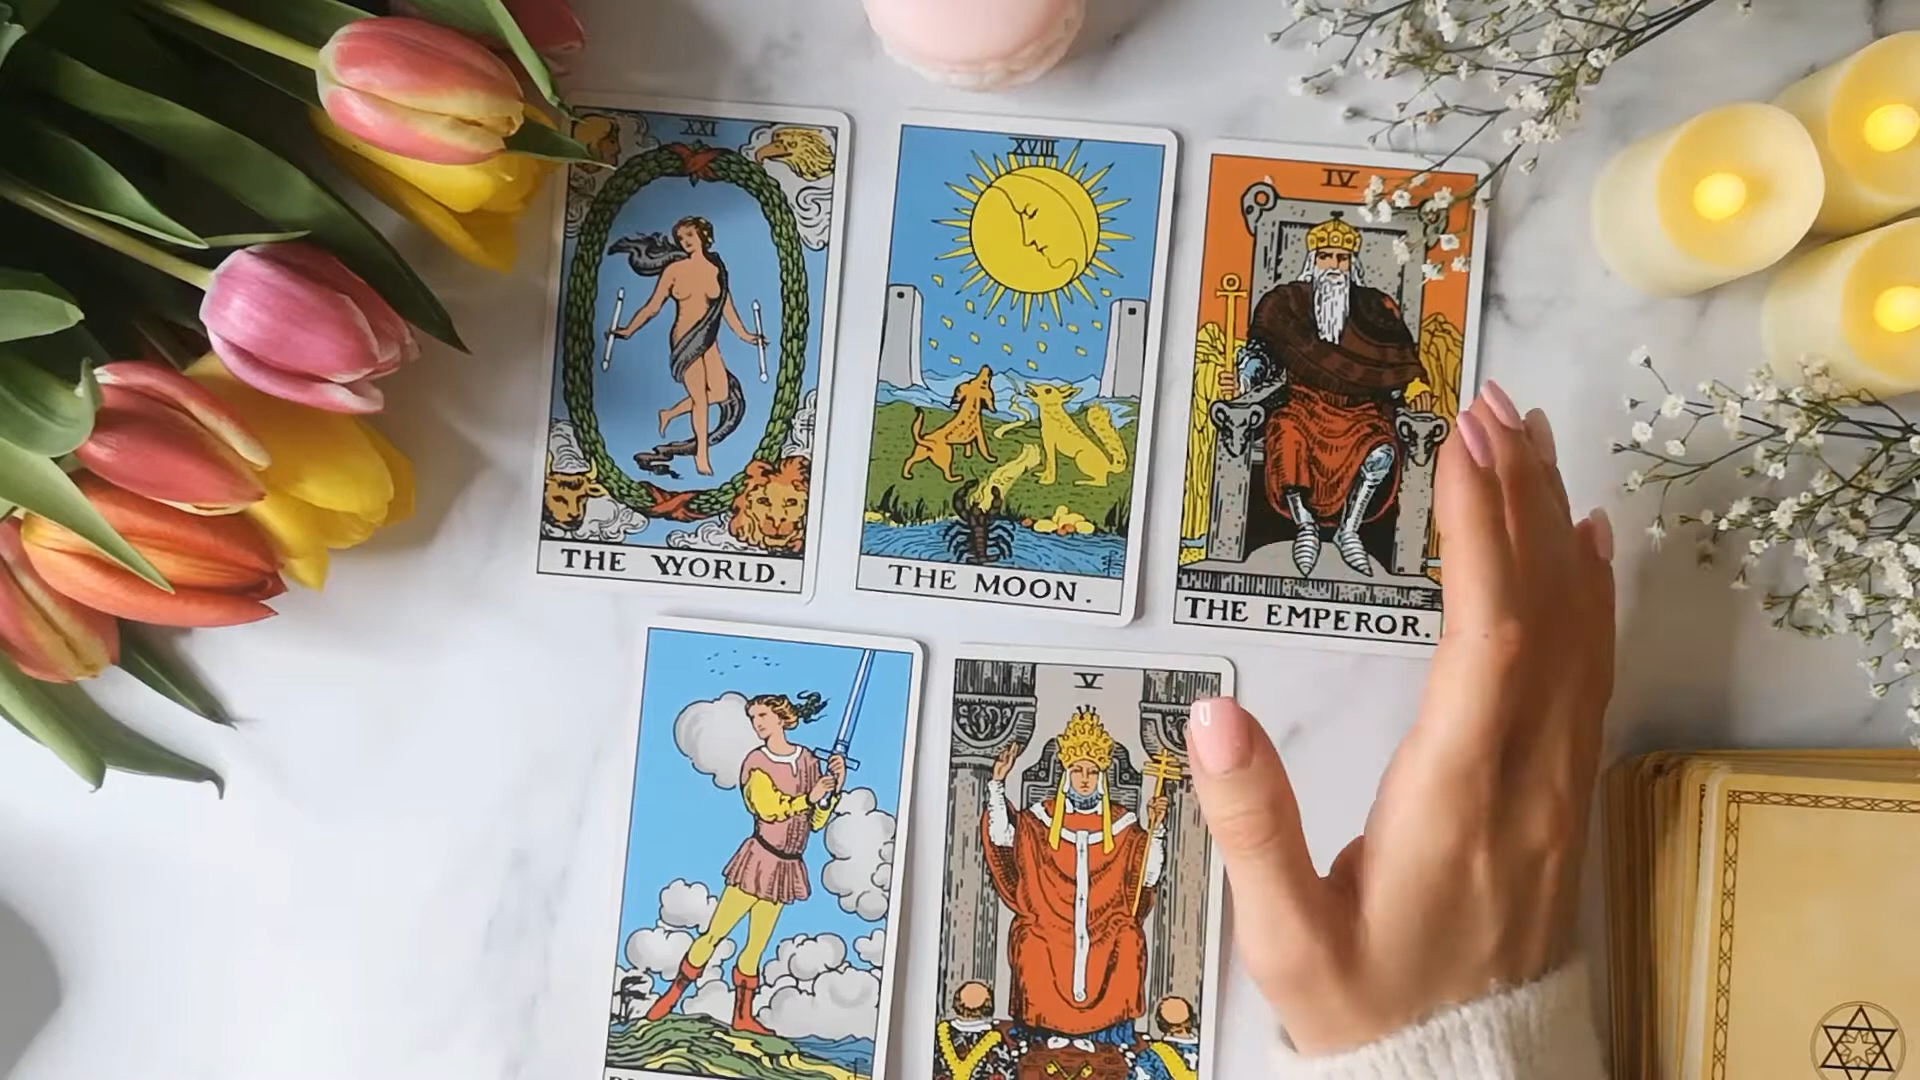 XXI
XVIII
IV
THE WORLD.
THE MOON.
THE EMPEROR.
V